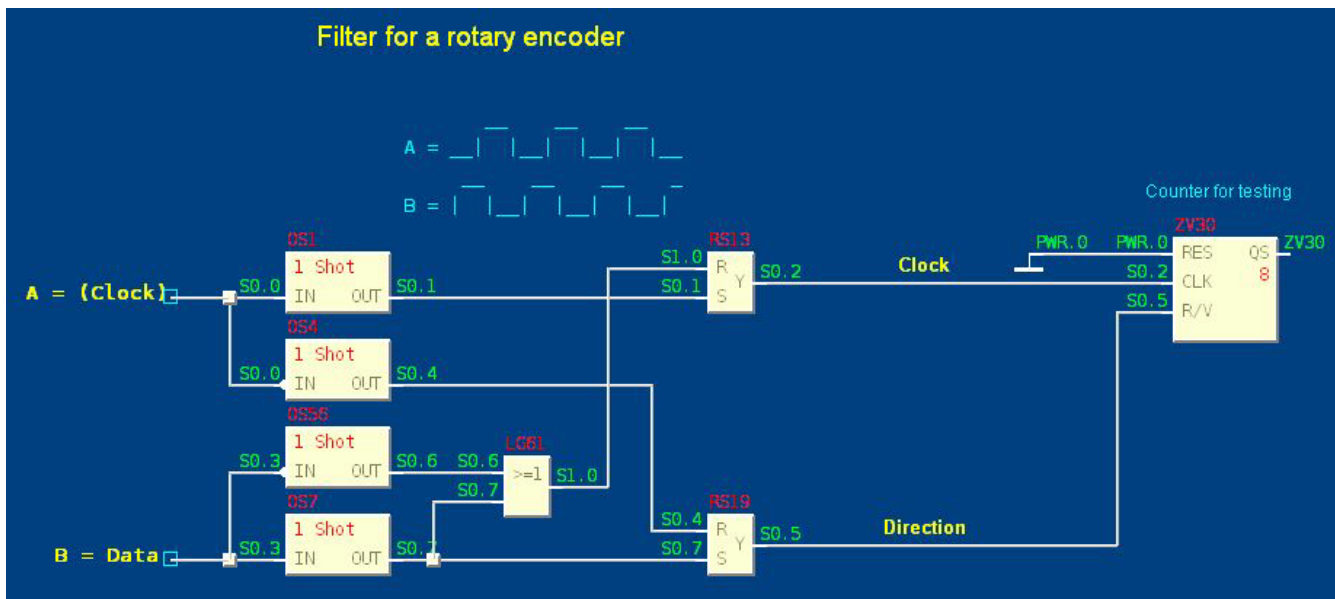 Filter for a rotary encoder
A =
B =
Counter for testing
ZV30
PWR.0 PWR.0 RES QS ZV30
S0.2 CLK 8
S0.5 R/V
OS1
1 Shot
A = (Clock) S0.0 IN OUT S0.1
OS4
1 Shot
S0.0 IN OUT S0.4
OS56
1 Shot
S0.3 IN OUT S0.6
OS7
1 Shot
B = Data S0.3 IN OUT S0.7
LG61
S0.6 >=1 S1.0
S0.7
RS13
S1.0 R
S0.1 S Y S0.2
Clock
RS19
S0.4 R
S0.7 S Y S0.5
Direction